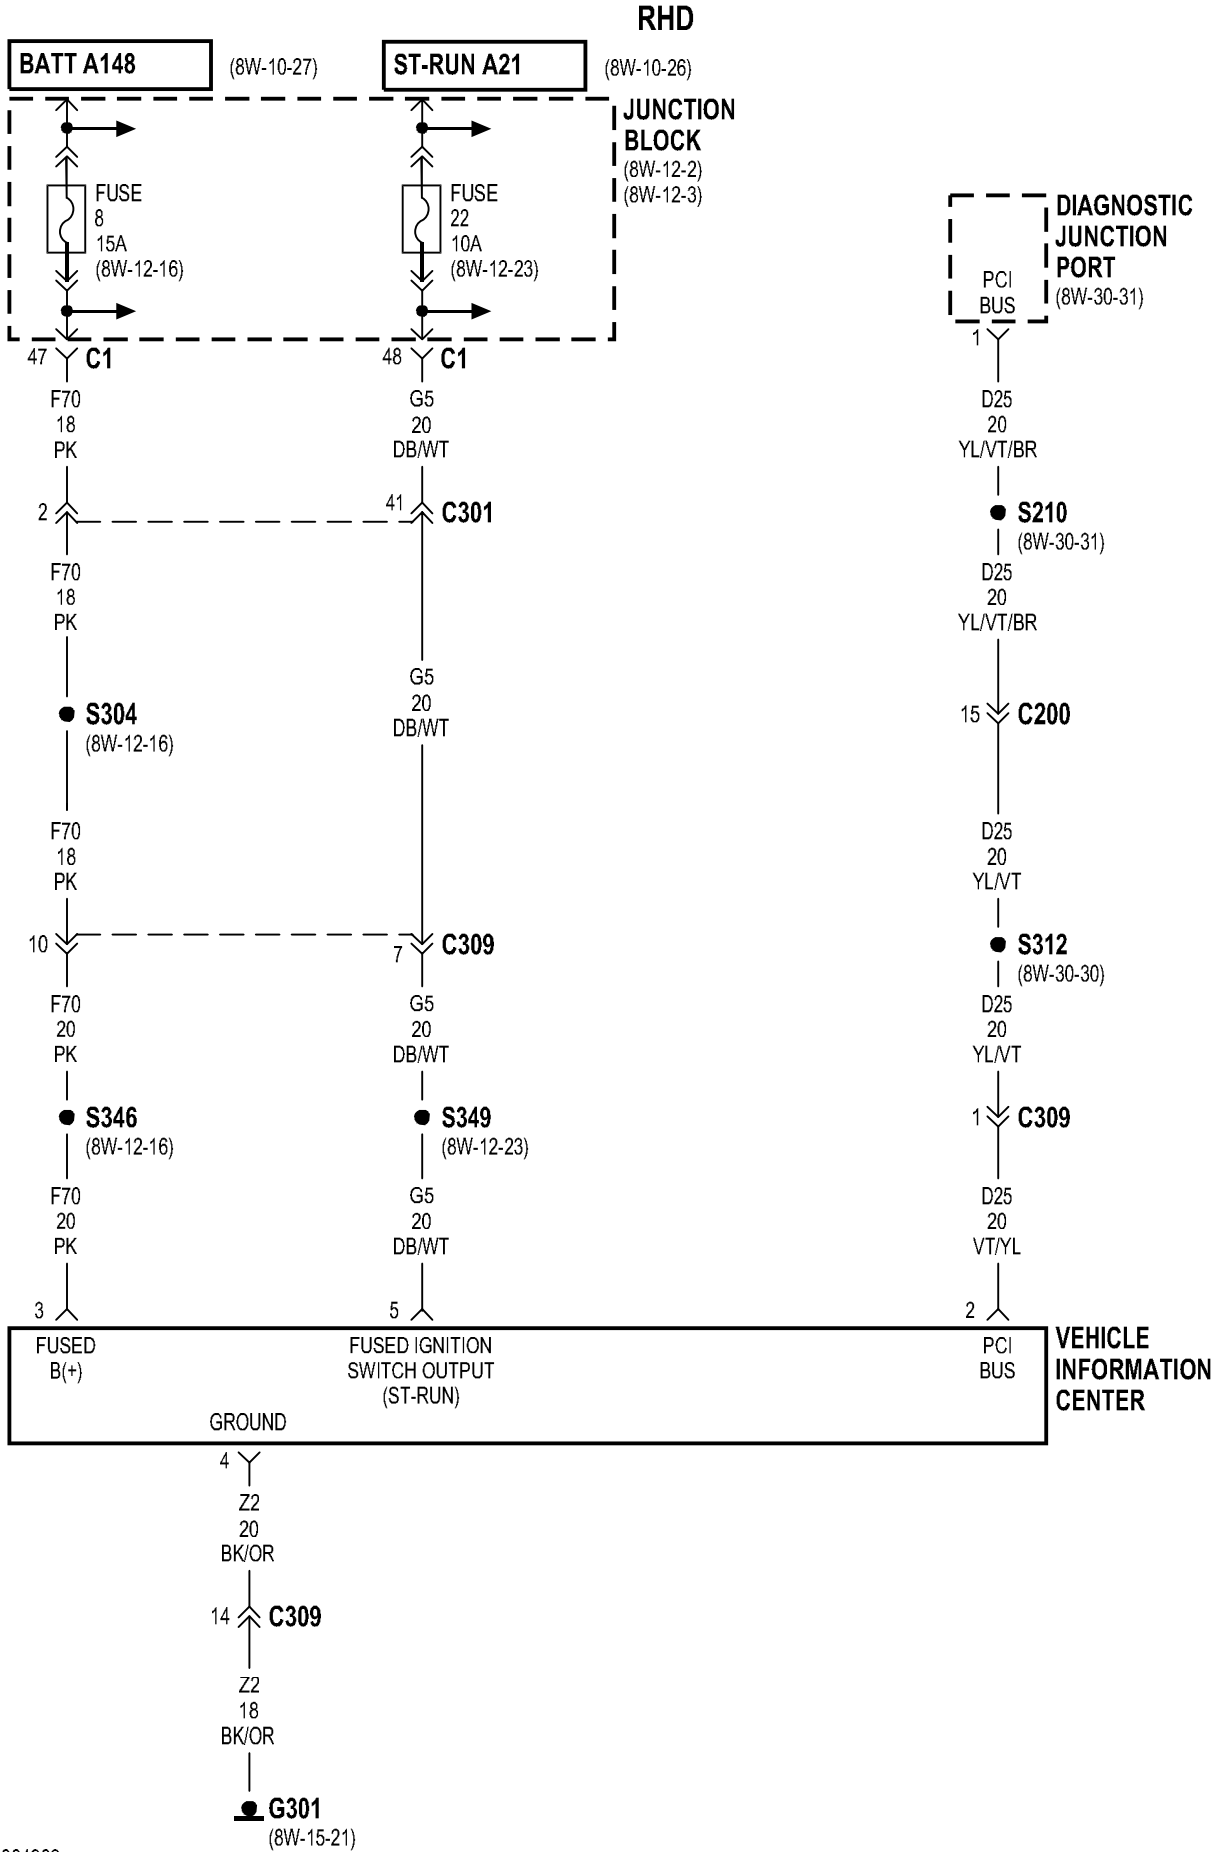 RHD
BATT A148
(8W-10-27)
ST-RUN A21
(8W-10-26)
JUNCTION
BLOCK
(8W-12-2)
(8W-12-3)
FUSE
8
15A
(8W-12-16)
FUSE
22
10A
(8W-12-23)
DIAGNOSTIC
JUNCTION
PORT
(8W-30-31)
PCI
BUS
47
C1
48
C1
1
F70
18
PK
G5
20
DB/WT
D25
20
YL/VT/BR
2
41
C301
S210
(8W-30-31)
F70
18
PK
D25
20
YL/VT/BR
G5
20
DB/WT
S304
(8W-12-16)
15
C200
F70
18
PK
D25
20
YL/VT
10
7
C309
S312
(8W-30-30)
F70
20
PK
G5
20
DB/WT
D25
20
YL/VT
S346
(8W-12-16)
S349
(8W-12-23)
1
C309
F70
20
PK
G5
20
DB/WT
D25
20
VT/YL
3
5
2
FUSED
B(+)
FUSED IGNITION
SWITCH OUTPUT
(ST-RUN)
PCI
BUS
VEHICLE
INFORMATION
CENTER
GROUND
4
Z2
20
BK/OR
14
C309
Z2
18
BK/OR
G301
(8W-15-21)